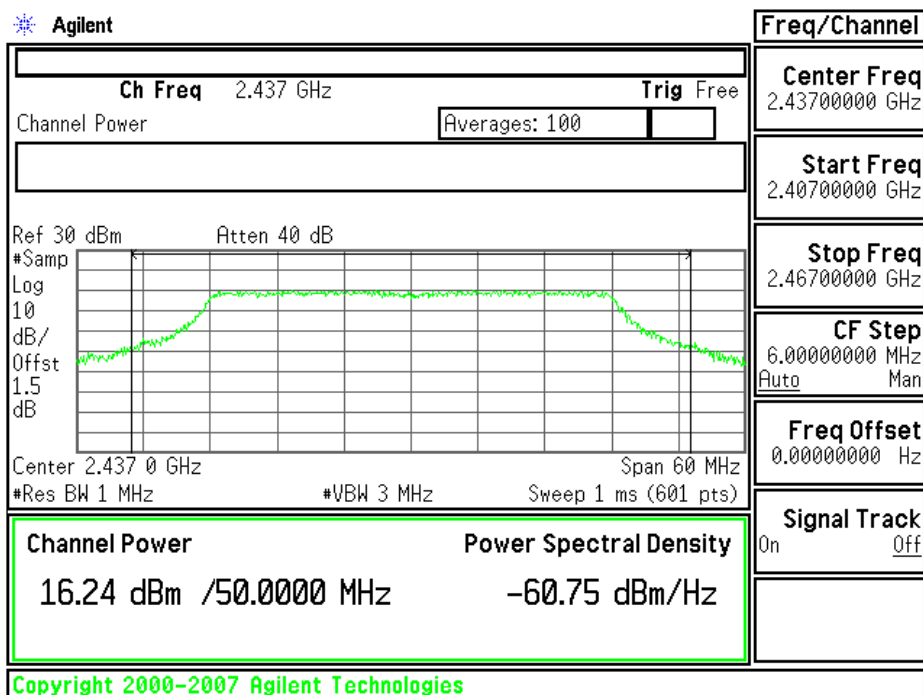 Agilent
Freq/Channel
Ch Freq 2.437 GHz Trig Free
Channel Power Averages: 100
Ref 30 dBm Atten 40 dB
#Samp
Log
10
dB/
Offst
1.5
dB
Center 2.437 0 GHz Span 60 MHz
#Res BW 1 MHz #VBW 3 MHz Sweep 1 ms (601 pts)
Channel Power Power Spectral Density
16.24 dBm /50.0000 MHz -60.75 dBm/Hz
Center Freq
2.43700000 GHz
Start Freq
2.40700000 GHz
Stop Freq
2.46700000 GHz
CF Step
6.00000000 MHz
Auto Man
Freq Offset
0.00000000 Hz
Signal Track
On Off
Copyright 2000-2007 Agilent Technologies